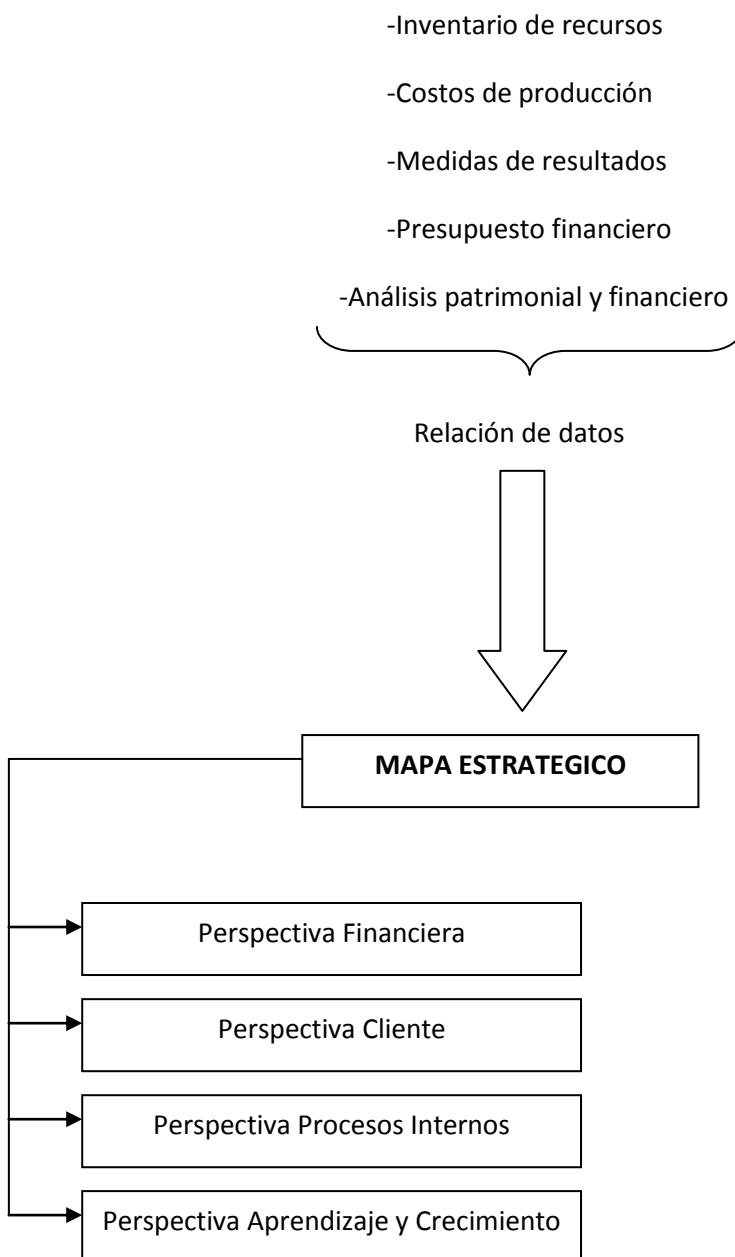 -Inventario de recursos
-Costos de producción
-Medidas de resultados
-Presupuesto financiero
-Análisis patrimonial y financiero
Relación de datos
MAPA ESTRATEGICO
Perspectiva Financiera
Perspectiva Cliente
Perspectiva Procesos Internos
Perspectiva Aprendizaje y Crecimiento